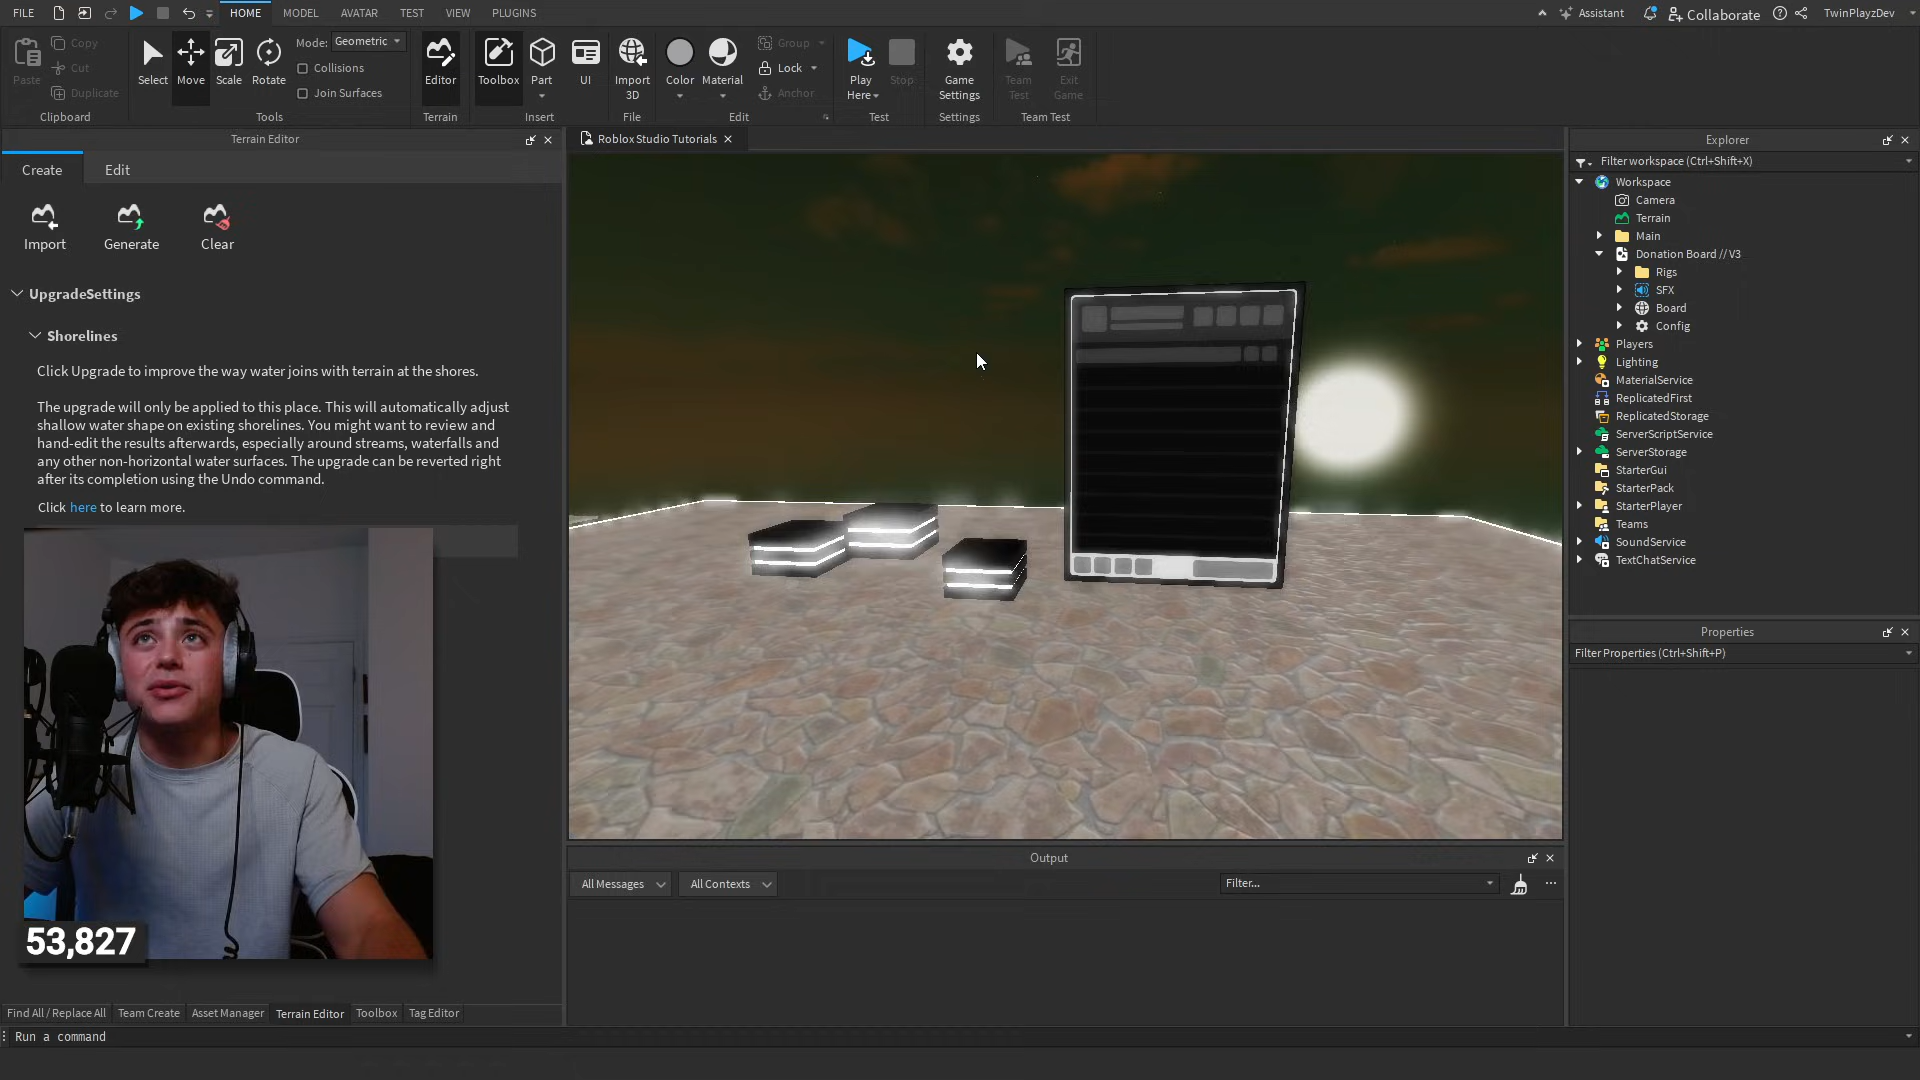 FILE
HOME
MODEL
AVATAR
TEST
VIEW
PLUGINS
Assistant
Collaborate
TwinPlayzDev
Paste
Copy
Cut
Duplicate
Clipboard
Select
Move
Scale
Rotate
Mode: Geometric
Collisions
Join Surfaces
Tools
Editor
Terrain
Toolbox
Part
UI
Insert
Import
3D
File
Color
Material
Group
Lock
Anchor
Edit
Play
Here
Stop
Test
Game
Settings
Settings
Team
Test
Exit
Game
Team Test
Terrain Editor
Create
Edit
Import
Generate
Clear
UpgradeSettings
Shorelines
Click Upgrade to improve the way water joins with terrain at the shores.
The upgrade will only be applied to this place. This will automatically adjust
shallow water shape on existing shorelines. You might want to review and
hand-edit the results afterwards, especially around streams, waterfalls and
any other non-horizontal water surfaces. The upgrade can be reverted right
after its completion using the Undo command.
Click here to learn more.
53,827
Find All / Replace All
Team Create
Asset Manager
Terrain Editor
Toolbox
Tag Editor
Run a command
Roblox Studio Tutorials
Output
All Messages
All Contexts
Filter...
Explorer
Filter workspace (Ctrl+Shift+X)
Workspace
Camera
Terrain
Main
Donation Board // V3
Rigs
SFX
Board
Config
Players
Lighting
MaterialService
ReplicatedFirst
ReplicatedStorage
ServerScriptService
ServerStorage
StarterGui
StarterPack
StarterPlayer
Teams
SoundService
TextChatService
Properties
Filter Properties (Ctrl+Shift+P)